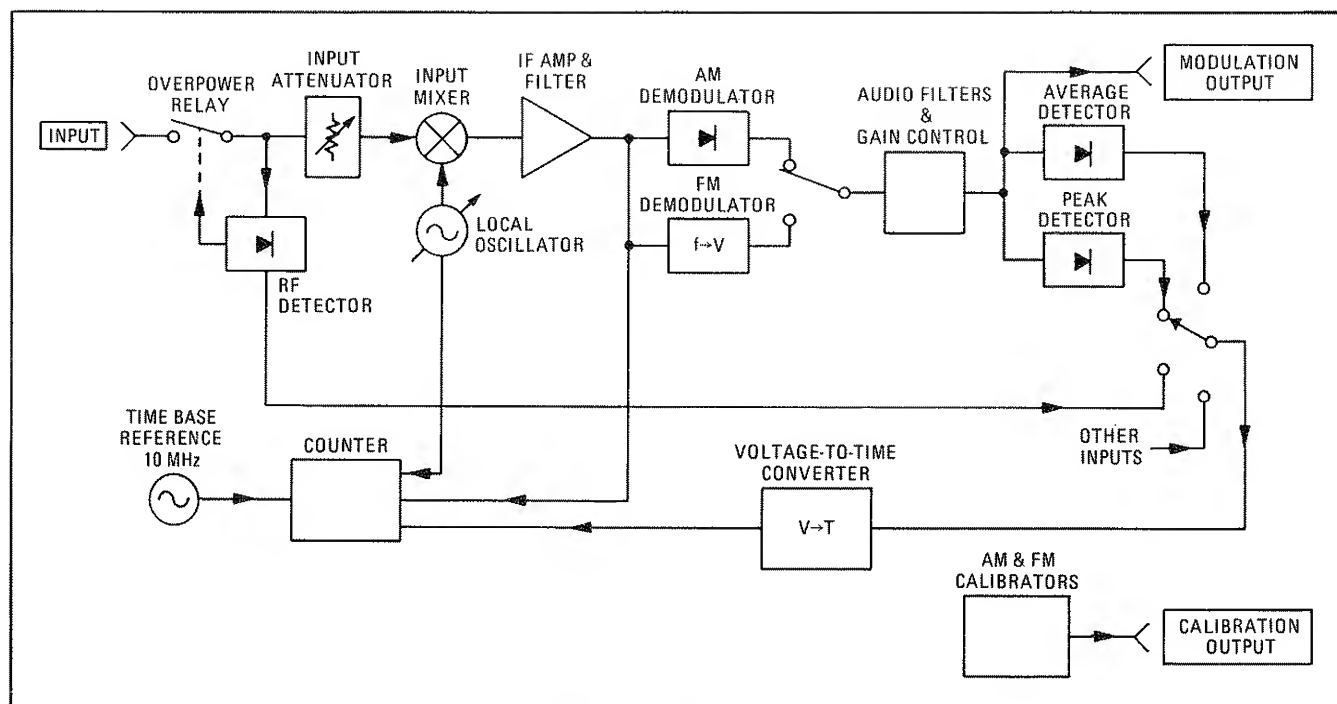 INPUT
OVERPOWER
RELAY
INPUT
ATTENUATOR
INPUT
MIXER
IF AMP &
FILTER
AM
DEMODULATOR
FM
DEMODULATOR
f→V
AUDIO FILTERS
&
GAIN CONTROL
MODULATION
OUTPUT
AVERAGE
DETECTOR
PEAK
DETECTOR
LOCAL
OSCILLATOR
RF
DETECTOR
TIME BASE
REFERENCE
10 MHz
COUNTER
VOLTAGE-TO-TIME
CONVERTER
V→T
OTHER
INPUTS
AM & FM
CALIBRATORS
CALIBRATION
OUTPUT